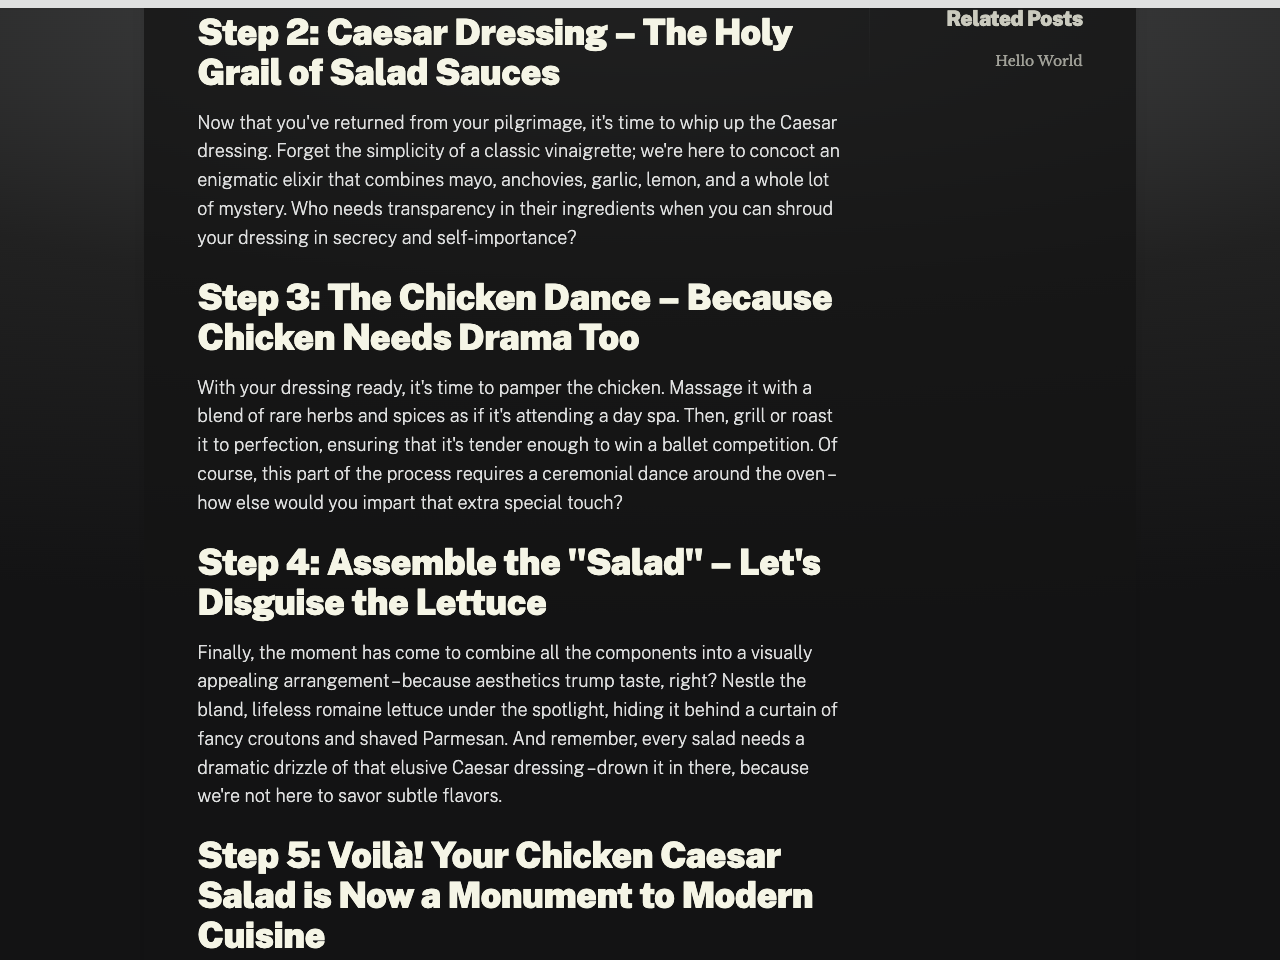 Step 2: Caesar Dressing – The Holy
Grail of Salad Sauces
Now that you've returned from your pilgrimage, it's time to whip up the Caesar
dressing. Forget the simplicity of a classic vinaigrette; we're here to concoct an
enigmatic elixir that combines mayo, anchovies, garlic, lemon, and a whole lot
of mystery. Who needs transparency in their ingredients when you can shroud
your dressing in secrecy and self-importance?
Step 3: The Chicken Dance – Because
Chicken Needs Drama Too
With your dressing ready, it's time to pamper the chicken. Massage it with a
blend of rare herbs and spices as if it's attending a day spa. Then, grill or roast
it to perfection, ensuring that it's tender enough to win a ballet competition. Of
course, this part of the process requires a ceremonial dance around the oven–
how else would you impart that extra special touch?
Step 4: Assemble the "Salad" – Let's
Disguise the Lettuce
Finally, the moment has come to combine all the components into a visually
appealing arrangement–because aesthetics trump taste, right? Nestle the
bland, lifeless romaine lettuce under the spotlight, hiding it behind a curtain of
fancy croutons and shaved Parmesan. And remember, every salad needs a
dramatic drizzle of that elusive Caesar dressing–drown it in there, because
we're not here to savor subtle flavors.
Step 5: Voilà! Your Chicken Caesar
Salad is Now a Monument to Modern
Cuisine
Related Posts
Hello World